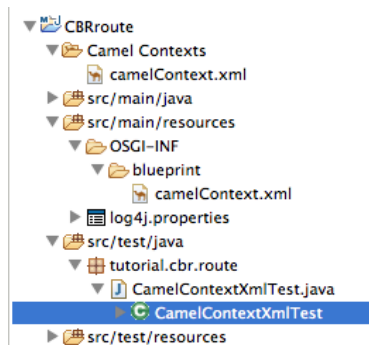 CBRroute
Camel Contexts
camelContext.xml
src/main/java
src/main/resources
OSGI-INF
blueprint
camelContext.xml
log4j.properties
src/test/java
tutorial.cbr.route
CamelContextXmlTest.java
CamelContextXmlTest
src/test/resources